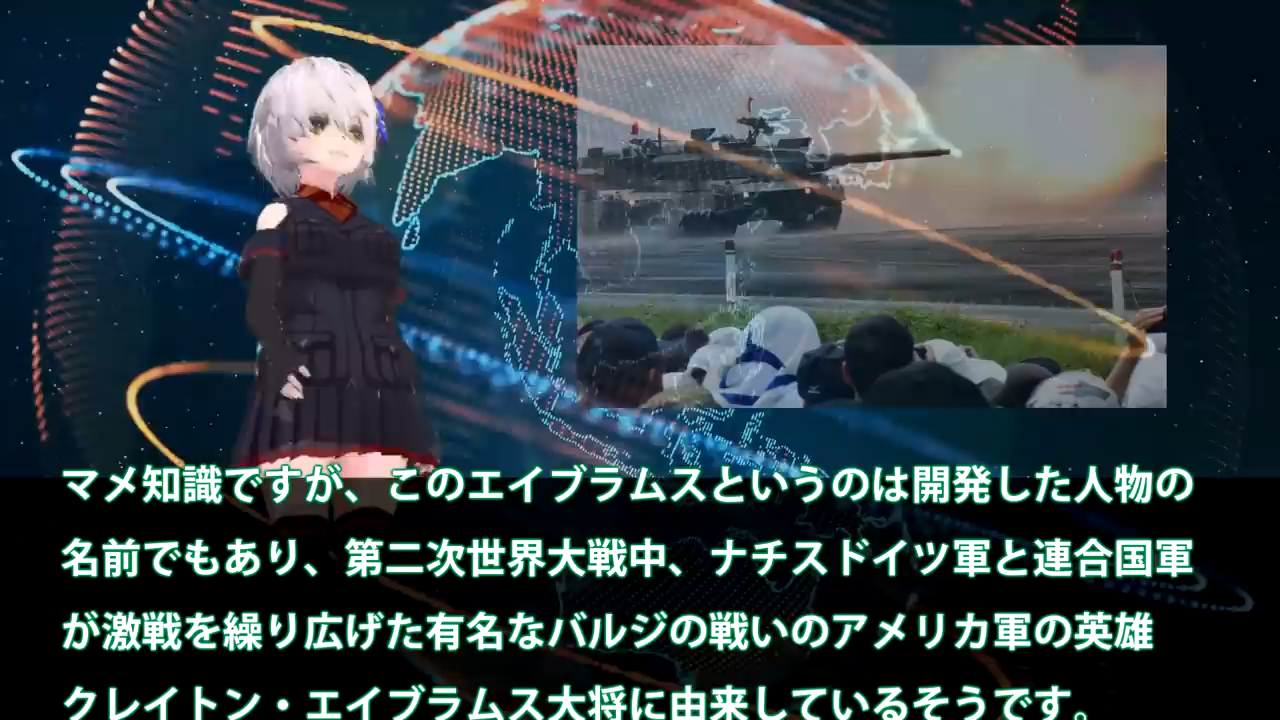 マメ知識ですが、このエイブラムスというのは開発した人物の
名前でもあり、第二次世界大戦中、ナチスドイツ軍と連合国軍
が激戦を繰り広げた有名なバルジの戦いのアメリカ軍の英雄
クレイトン・エイブラムス大将に由来しているそうです。